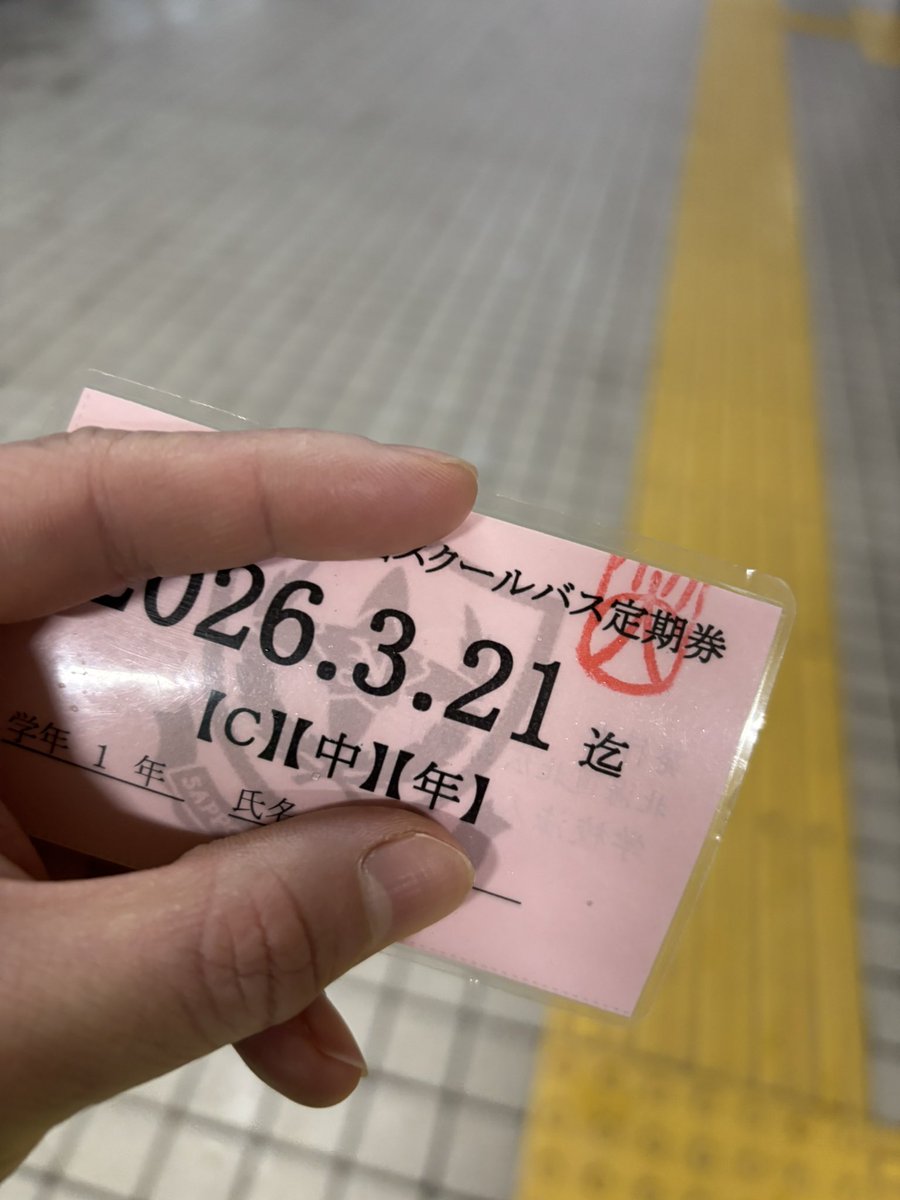 スクールバス定期券
2026.3.21 迄
【C】【中】【年】
学年 1 年 氏名